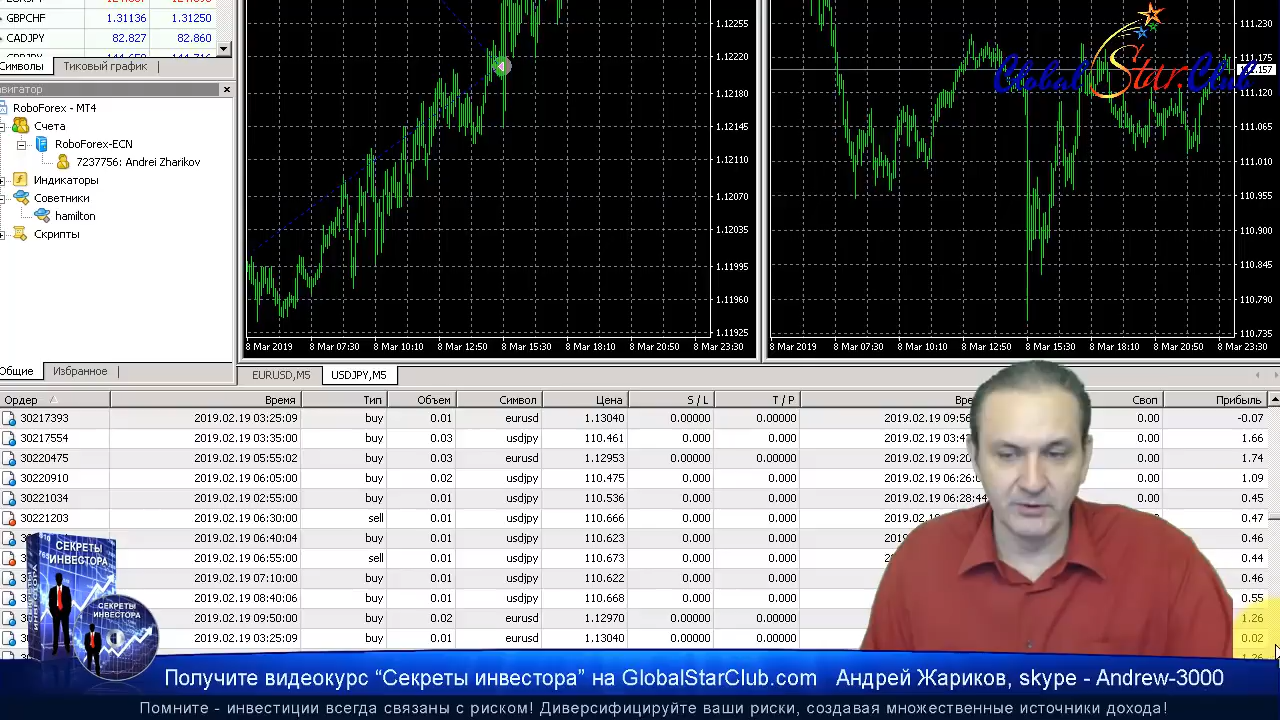 GBPCHF 1.31136 1.31250
CADJPY 82.827 82.860
Символы Тиковый график
авигатор
RoboForex - MT4
Счета
RoboForex-ECN
7237756: Andrei Zharikov
Индикаторы
Советники
hamilton
Скрипты
Общие Избранное
1.12255
1.12220
1.12180
1.12145
1.12110
1.12070
1.12035
1.11995
1.11960
1.11925
8 Mar 2019 8 Mar 07:30 8 Mar 10:10 8 Mar 12:50 8 Mar 15:30 8 Mar 18:10 8 Mar 20:50 8 Mar 23:30
Global Star.Club
111.230
111.175
157
111.120
111.065
111.010
110.955
110.900
110.845
110.790
110.735
8 Mar 2019 8 Mar 07:30 8 Mar 10:10 8 Mar 12:50 8 Mar 15:30 8 Mar 18:10 8 Mar 20:50 8 Mar 23:30
EURUSD,M5 USDJPY,M5
Ордер Время Тип Объем Символ Цена S / L T / P Вре Своп Прибыль
30217393 2019.02.19 03:25:09 buy 0.01 eurusd 1.13040 0.00000 0.00000 2019.02.19 09:56 0.00 -0.07
30217554 2019.02.19 03:35:00 buy 0.03 usdjpy 110.461 0.000 0.000 2019.02.19 03:4 0.00 1.66
30220475 2019.02.19 05:55:02 buy 0.03 eurusd 1.12953 0.00000 0.00000 2019.02.19 09:20 0.00 1.74
30220910 2019.02.19 06:05:00 buy 0.02 usdjpy 110.475 0.000 0.000 2019.02.19 06:26:0 0.00 1.09
30221034 2019.02.19 02:55:00 buy 0.01 usdjpy 110.536 0.000 0.000 2019.02.19 06:28:44 0.00 0.45
30221203 2019.02.19 06:30:00 sell 0.01 usdjpy 110.666 0.000 0.000 2019.02.19 0.47
2019.02.19 06:40:04 buy 0.01 usdjpy 110.623 0.000 0.000 2019 0.46
2019.02.19 06:55:00 sell 0.01 usdjpy 110.673 0.000 0.000 0.44
2019.02.19 07:10:00 buy 0.01 usdjpy 110.622 0.000 0.000 0.46
2019.02.19 08:40:06 buy 0.01 usdjpy 110.668 0.000 0.000 0.55
2019.02.19 09:50:00 buy 0.02 eurusd 1.12970 0.00000 0.00000 1.26
2019.02.19 03:25:09 buy 0.01 eurusd 1.13040 0.00000 0.00000 0.02
СЕКРЕТЫ
ИНВЕСТОРА
СЕКРЕТЫ
ИНВЕСТОРА
Получите видеокурс “Секреты инвестора” на GlobalStarClub.com Андрей Жариков, skype - Andrew-3000
Помните - инвестиции всегда связаны с риском! Диверсифицируйте ваши риски, создавая множественные источники дохода!